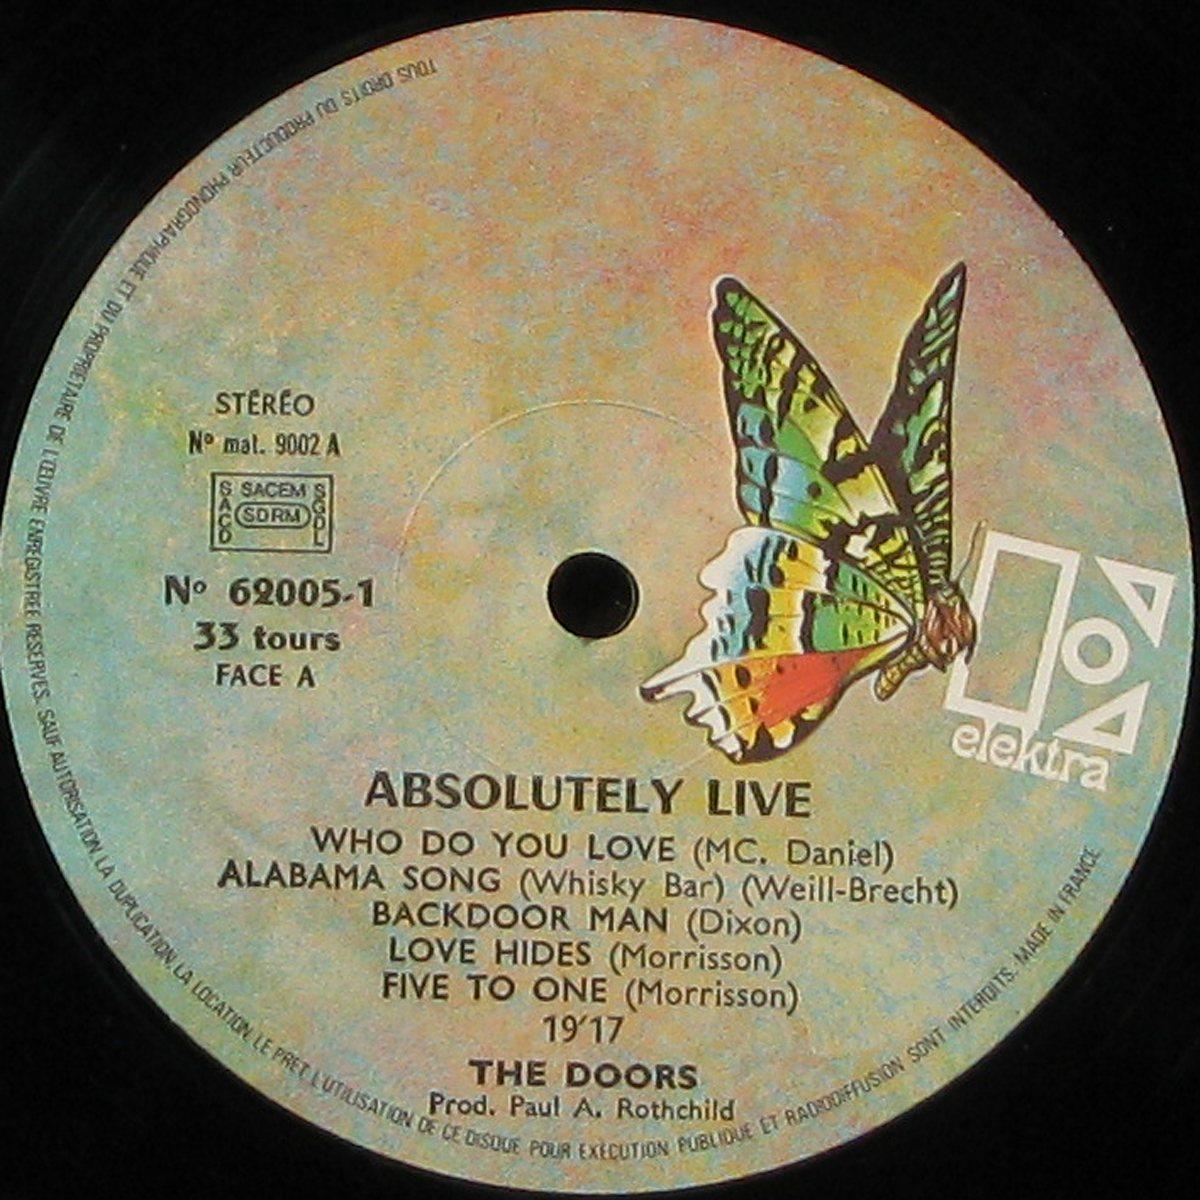 STÉRÉO
Nº mat. 9002 A
SACEM
SACD
SDRM
SGDL
Nº 62005-1
33 tours
FACE A
elektra
ABSOLUTELY LIVE
WHO DO YOU LOVE (MC. Daniel)
ALABAMA SONG (Whisky Bar) (Weill-Brecht)
BACKDOOR MAN (Dixon)
LOVE HIDES (Morrisson)
FIVE TO ONE (Morrisson)
19'17
THE DOORS
Prod. Paul A. Rothchild
TOUS DROITS DU PRODUCTEUR PHONOGRAPHIQUE ET DU PROPRIETAIRE DE L'ŒUVRE ENREGISTREE RESERVES. SAUF AUTORISATION, LA DUPLICATION, LA LOCATION, LE PRET, L'UTILISATION DE CE DISQUE POUR EXECUTION PUBLIQUE ET RADIODIFFUSION SONT INTERDITS. MADE IN FRANCE